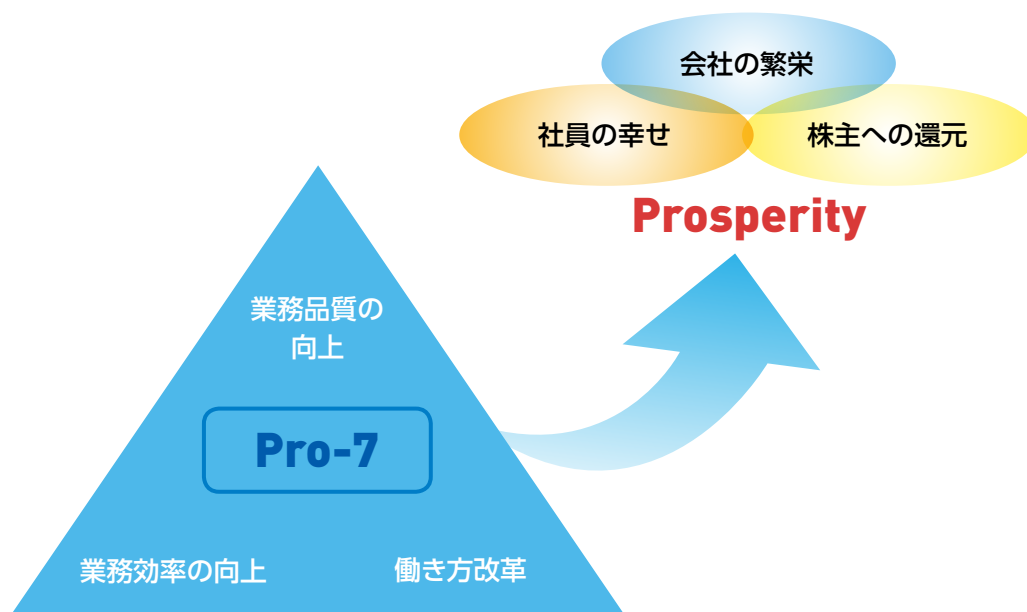 会社の繁栄
社員の幸せ
株主への還元
Prosperity
業務品質の
向上
Pro-7
業務効率の向上
働き方改革